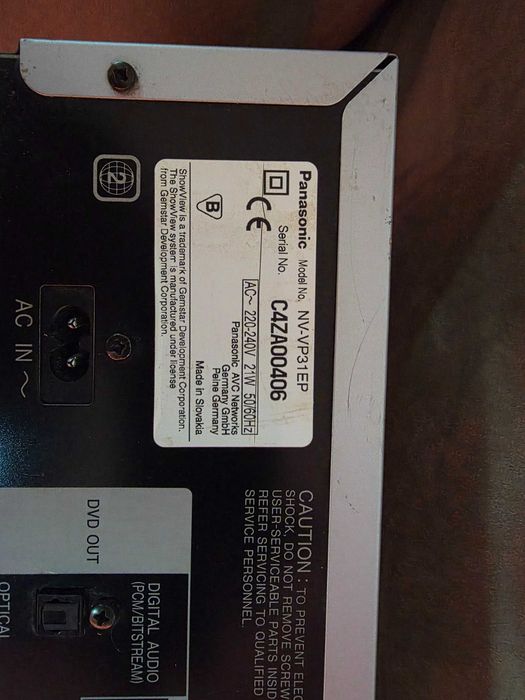 Panasonic Model No. NV-VP31EP
Serial No. C4ZA00406
CE
AC~ 220-240V 21W 50/60Hz
B
Panasonic AVC Networks
Germany GmbH
Peine Germany
Made in Slovakia
ShowView is a trademark of Gemstar Development Corporation.
The ShowView system is manufactured under license
from Gemstar Development Corporation.
2
AC IN ~
CAUTION : TO PREVENT ELEC
SHOCK, DO NOT REMOVE SCREW
USER-SERVICEABLE PARTS INSID
REFER SERVICING TO QUALIFIED
SERVICE PERSONNEL.
DIGITAL AUDIO
(PCM/BITSTREAM)
DVD OUT
OPTICAL